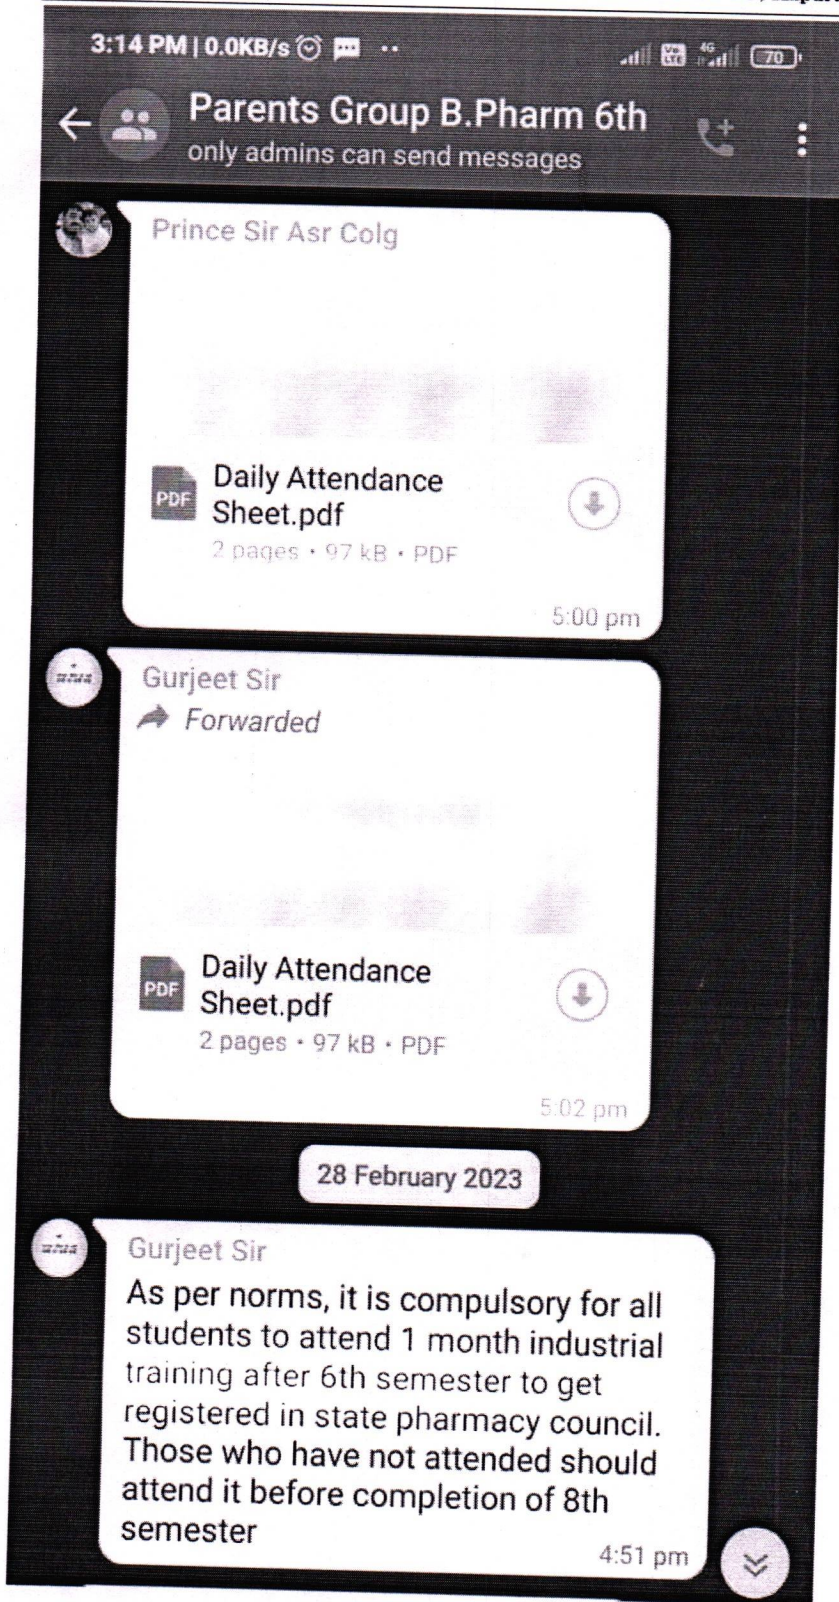 3:14 PM | 0.0KB/s
Vo LTE
4G
70
Parents Group B.Pharm 6th
only admins can send messages
Prince Sir Asr Colg
PDF
Daily Attendance
Sheet.pdf
2 pages • 97 kB • PDF
5:00 pm
Gurjeet Sir
Forwarded
PDF
Daily Attendance
Sheet.pdf
2 pages • 97 kB • PDF
5:02 pm
28 February 2023
Gurjeet Sir
As per norms, it is compulsory for all
students to attend 1 month industrial
training after 6th semester to get
registered in state pharmacy council.
Those who have not attended should
attend it before completion of 8th
semester
4:51 pm